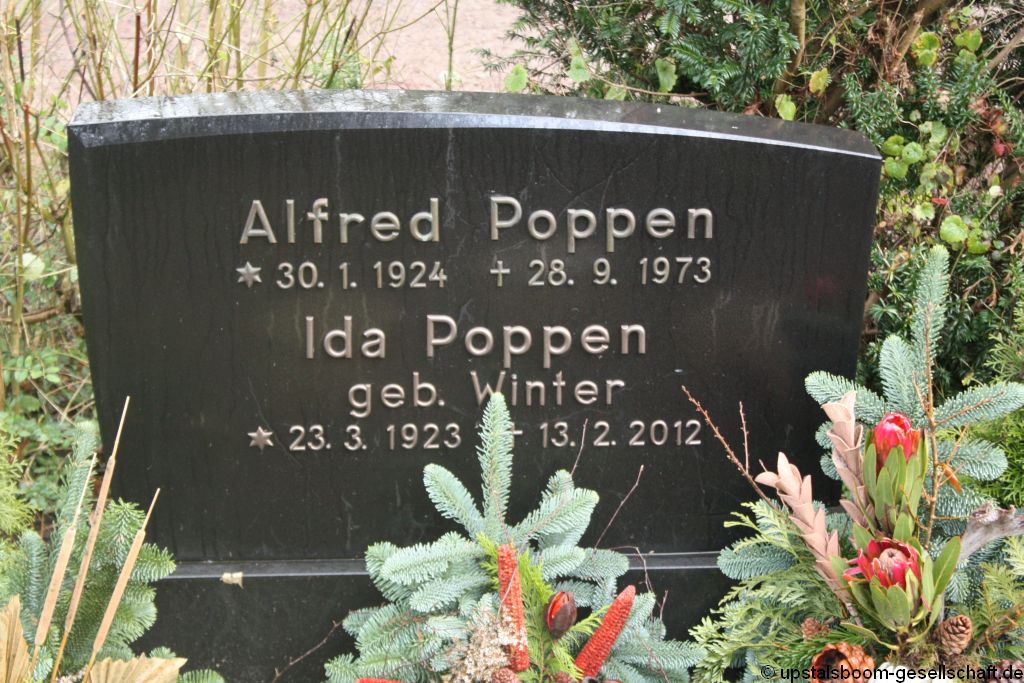 Alfred Poppen
* 30. 1. 1924 † 28. 9. 1973
Ida Poppen
geb. Winter
* 23. 3. 1923 † 13. 2. 2012
© upstalsboom-gesellschaft.de